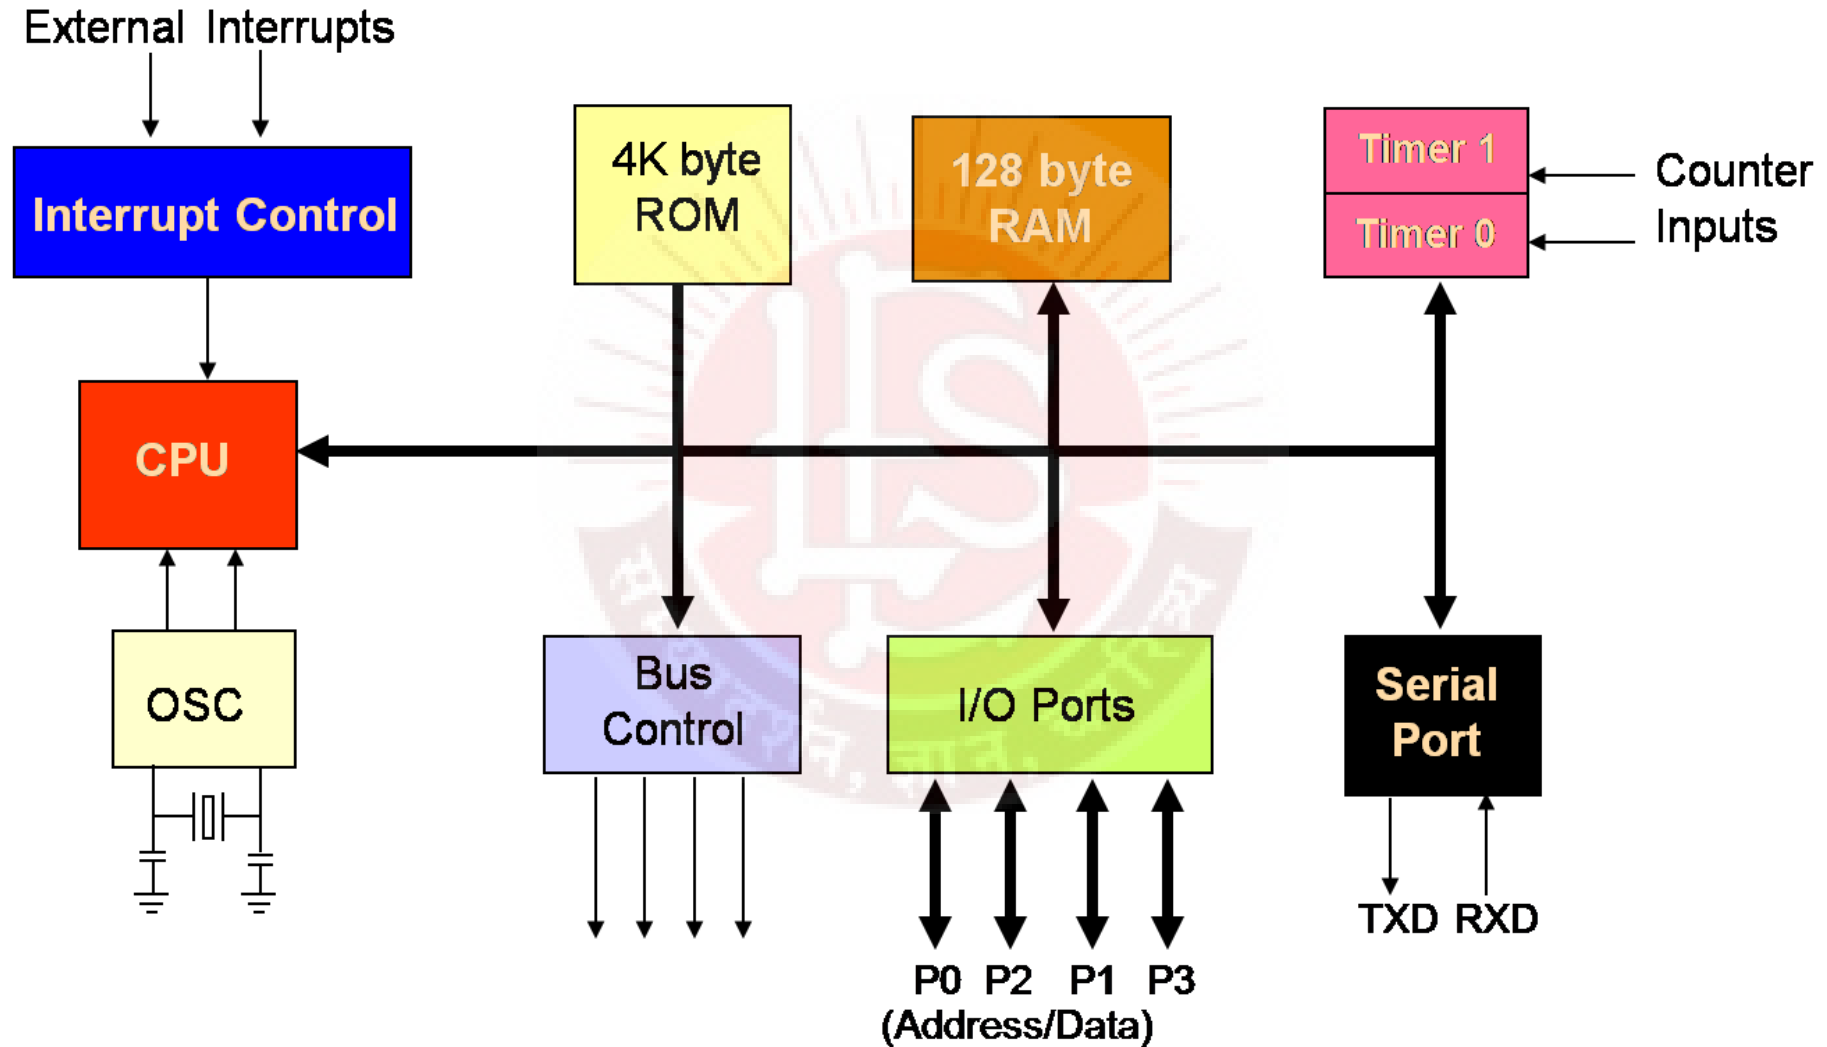 External Interrupts
Interrupt Control
4K byte
ROM
128 byte
RAM
Timer 1
Timer 0
Counter
Inputs
CPU
OSC
Bus
Control
I/O Ports
Serial
Port
TXD RXD
P0 P2 P1 P3
(Address/Data)